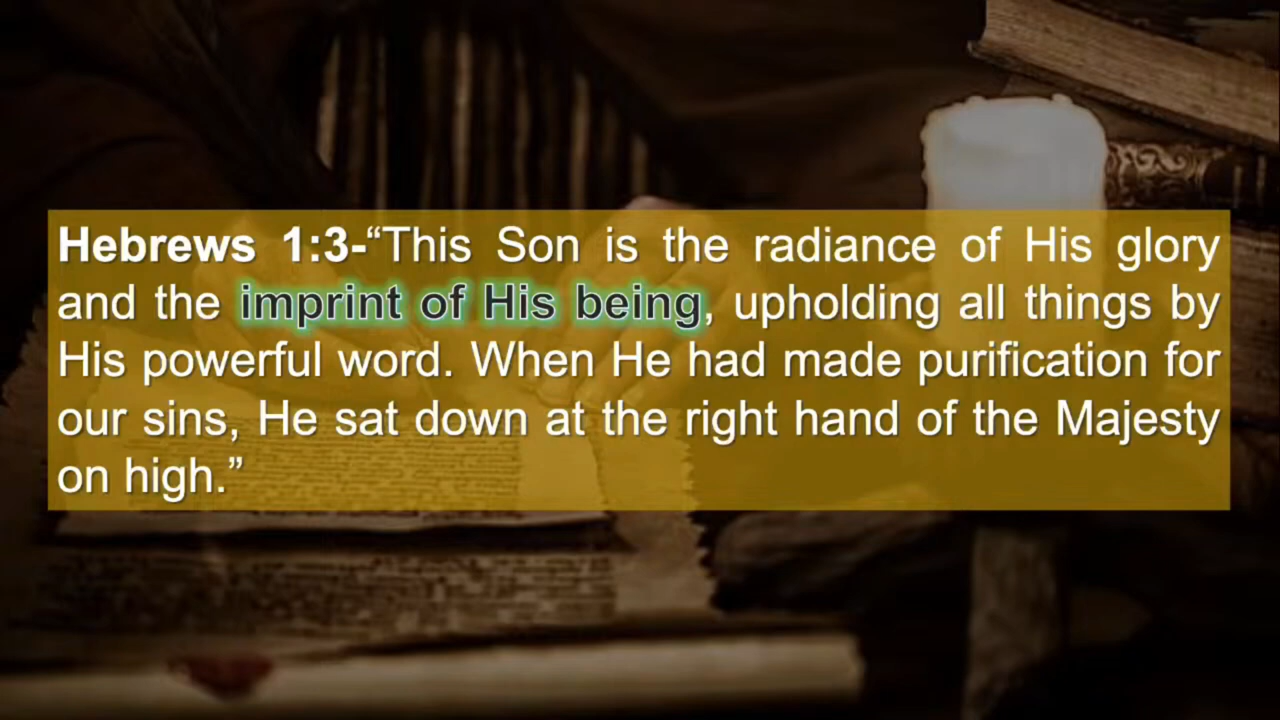 Hebrews 1:3-“This Son is the radiance of His glory
and the imprint of His being, upholding all things by
His powerful word. When He had made purification for
our sins, He sat down at the right hand of the Majesty
on high.”